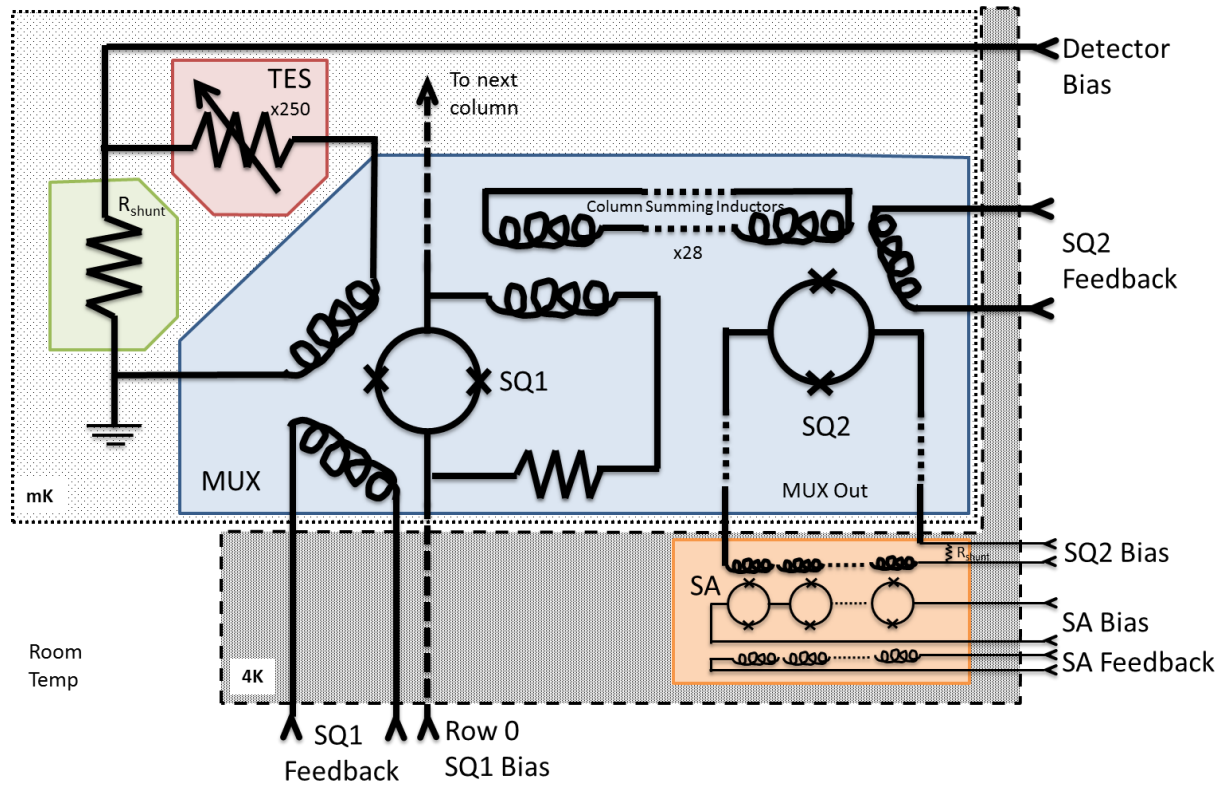 Detector
Bias
TES
x250
To next
column
Rshunt
Column Summing Inductors
x28
SQ2
Feedback
SQ1
SQ2
MUX
MUX Out
mK
SQ2 Bias
Rshunt
SA
SA Bias
SA Feedback
Room
Temp
4K
SQ1
Feedback
Row 0
SQ1 Bias